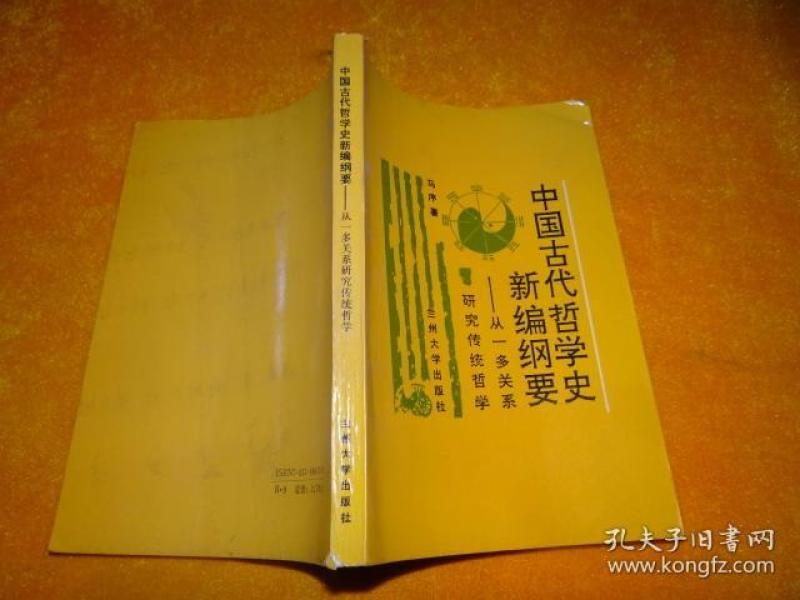 中国古代哲学史
新编纲要
——从一多关系
研究传统哲学
马序著
兰州大学出版社
中国古代哲学史新编纲要——从一多关系研究传统哲学
兰州大学出版社
孔夫子旧书网
www.kongfz.com